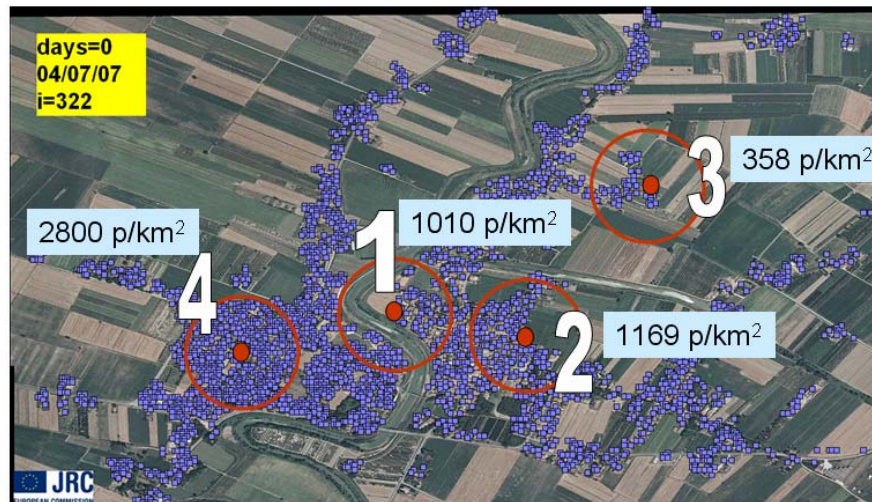 days=0
04/07/07
i=322
3
358 p/km²
2800 p/km²
1
1010 p/km²
4
2
1169 p/km²
JRC
EUROPEAN COMMISSION